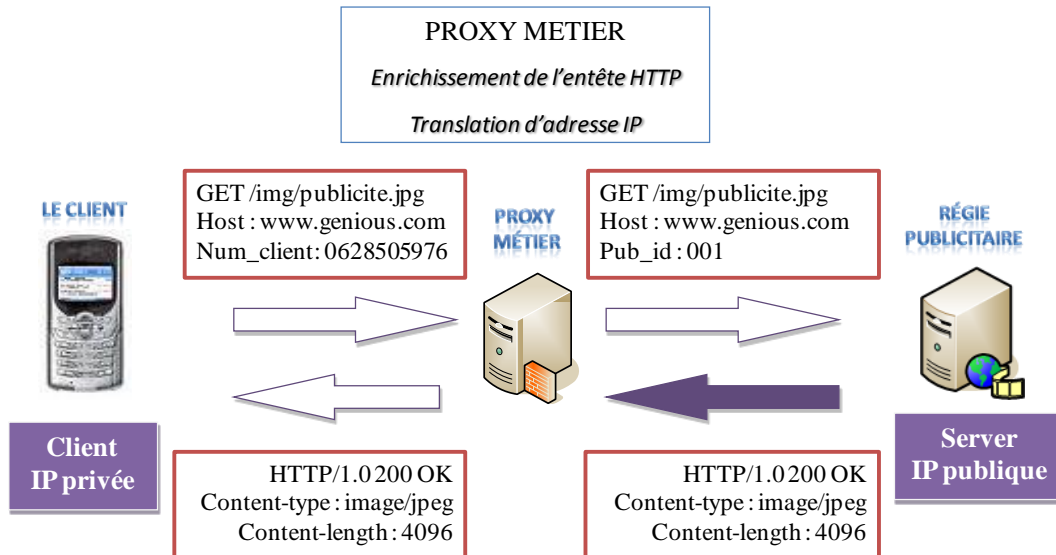 PROXY METIER
Enrichissement de l'entête HTTP
Translation d'adresse IP
LE CLIENT
GET /img/publicite.jpg
Host : www.genious.com
Num_client: 0628505976
PROXY
MÉTIER
GET /img/publicite.jpg
Host : www.genious.com
Pub_id : 001
RÉGIE
PUBLICITAIRE
Client
IP privée
HTTP/1.0 200 OK
Content-type : image/jpeg
Content-length : 4096
HTTP/1.0 200 OK
Content-type : image/jpeg
Content-length : 4096
Server
IP publique